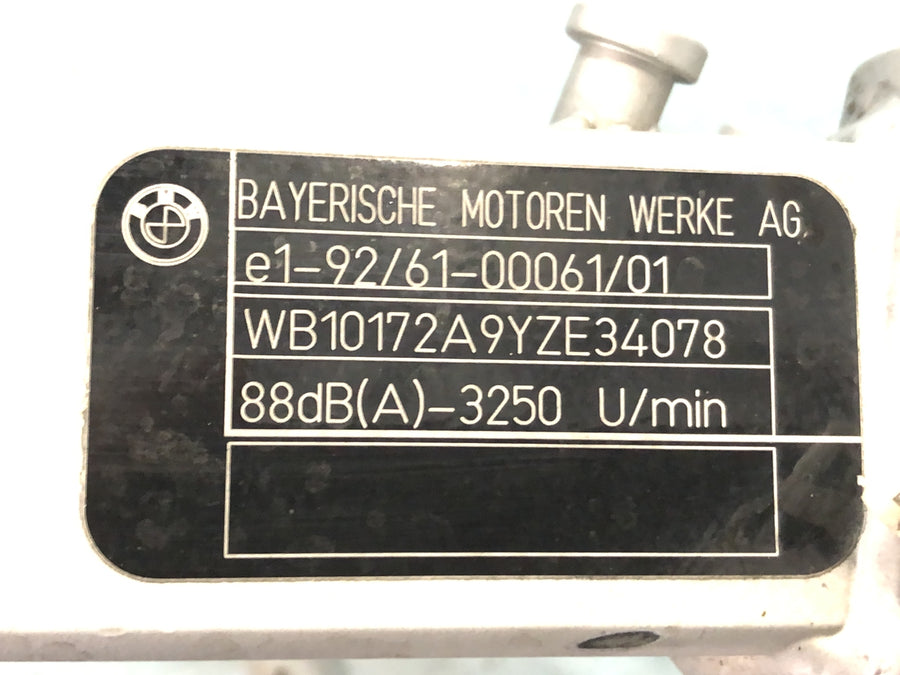 BAYERISCHE MOTOREN WERKE AG.
e1-92/61-00061/01
WB10172A9YZE34078
88dB(A)-3250 U/min